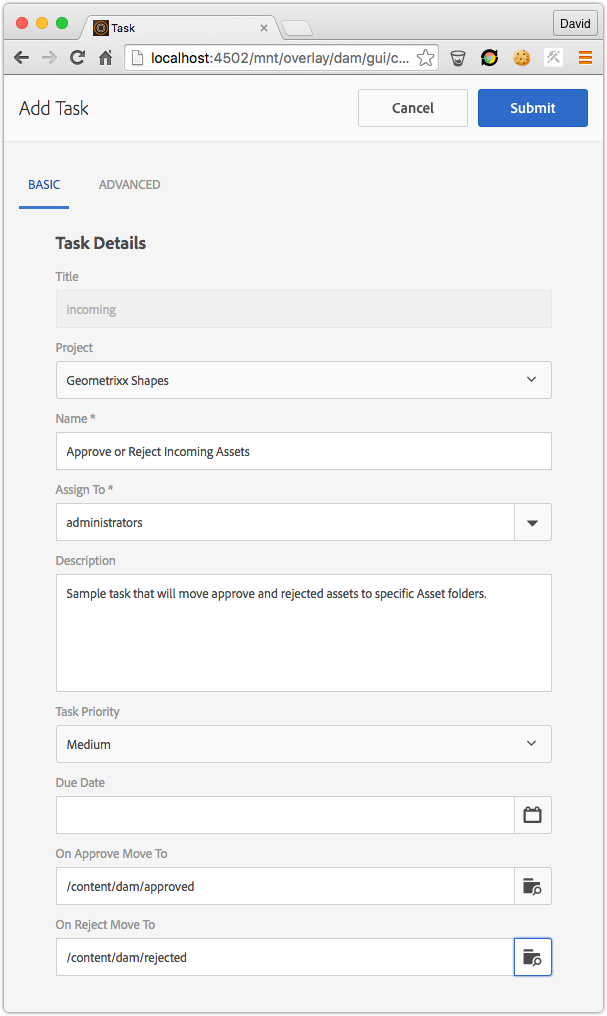 Task
David
localhost:4502/mnt/overlay/dam/gui/c...
Add Task
Cancel
Submit
BASIC
ADVANCED
Task Details
Title
incoming
Project
Geometrixx Shapes
Name *
Approve or Reject Incoming Assets
Assign To *
administrators
Description
Sample task that will move approve and rejected assets to specific Asset folders.
Task Priority
Medium
Due Date
On Approve Move To
/content/dam/approved
On Reject Move To
/content/dam/rejected